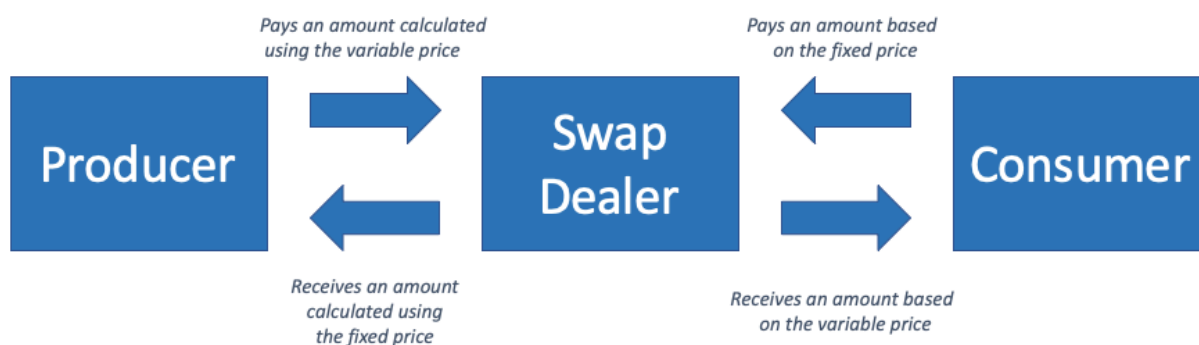 Pays an amount calculated
using the variable price
Pays an amount based
on the fixed price
Producer
Swap
Dealer
Consumer
Receives an amount
calculated using
the fixed price
Receives an amount based
on the variable price